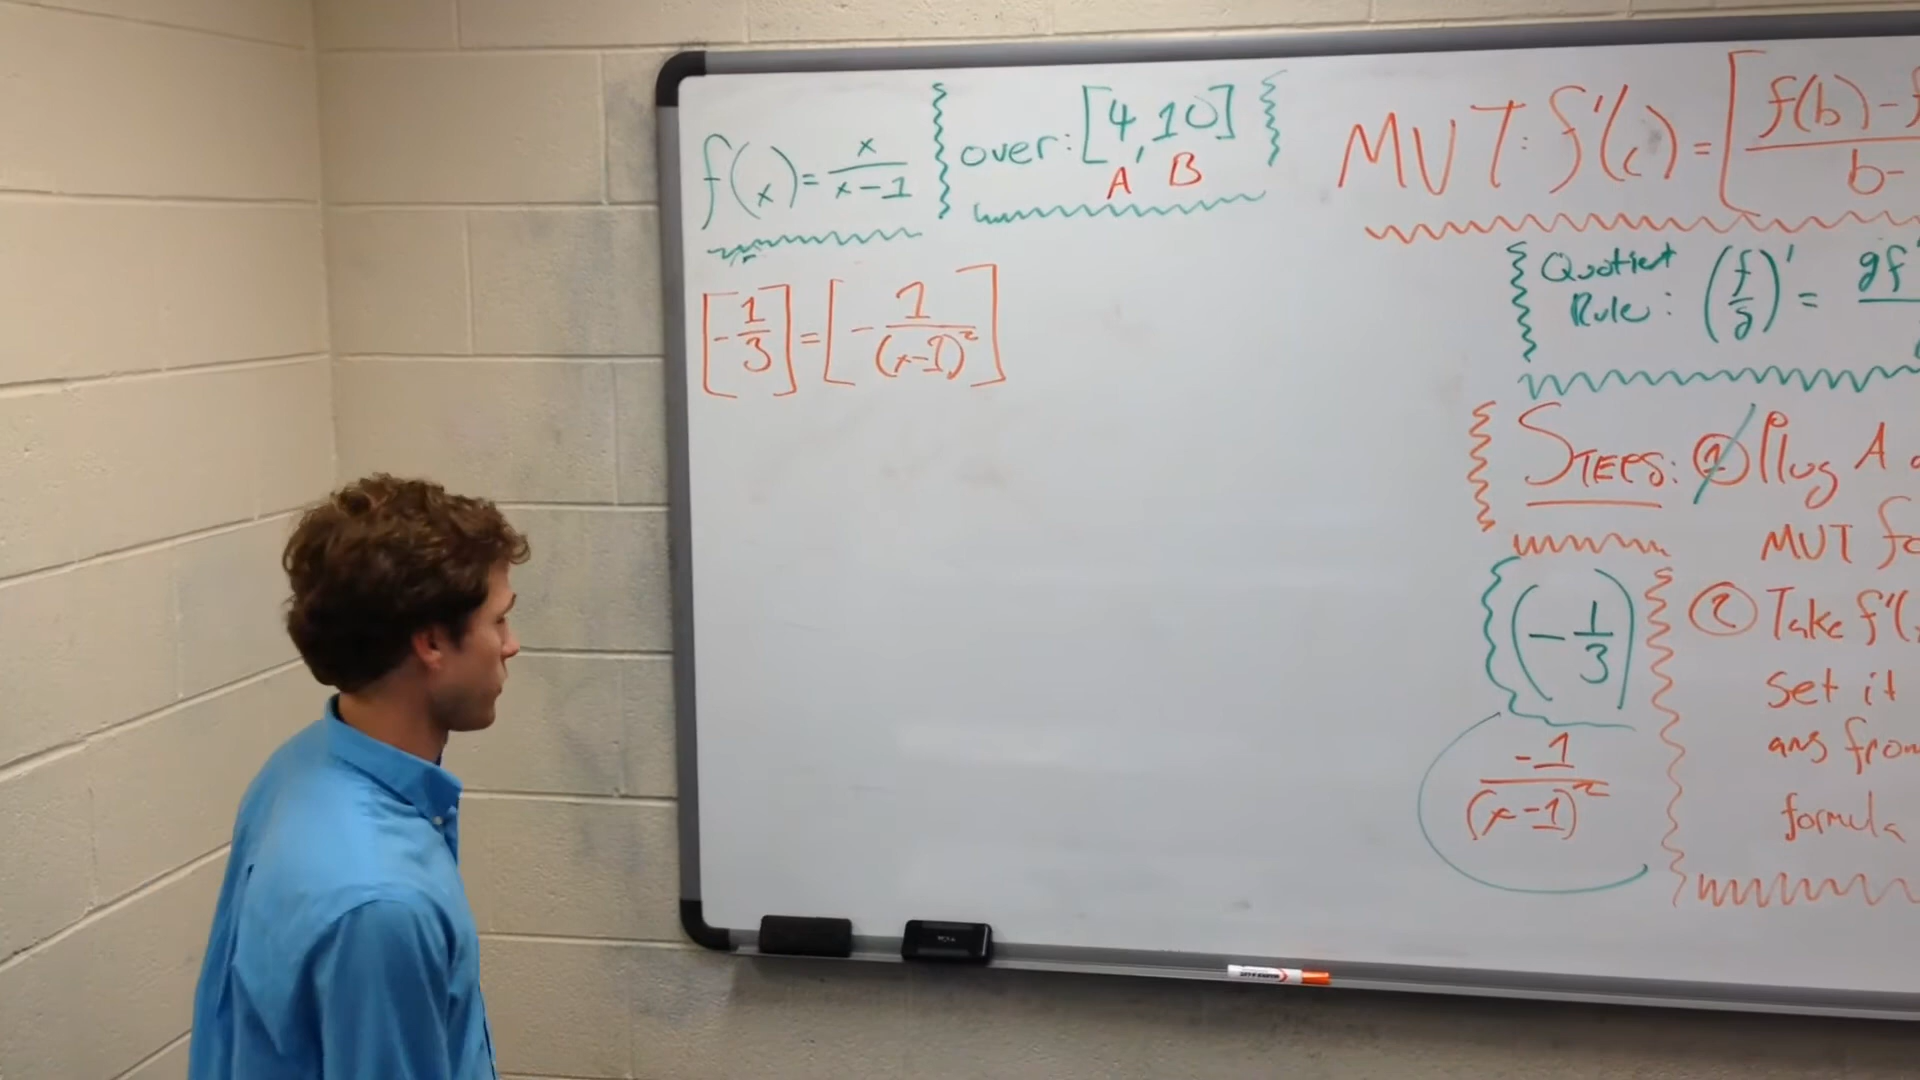 f(x) = x/(x-1) over: [4, 10]
A B
[-1/3] = [-1/(x-1)²]
MVT: f'(c) = [f(b)-f
b-
Quotient
Rule: (f/g)' = gf'
STEPS: ① Plug A
MVT fo
(-1/3)
② Take f'(
set it
ans from
-1/(x-1)²
formula